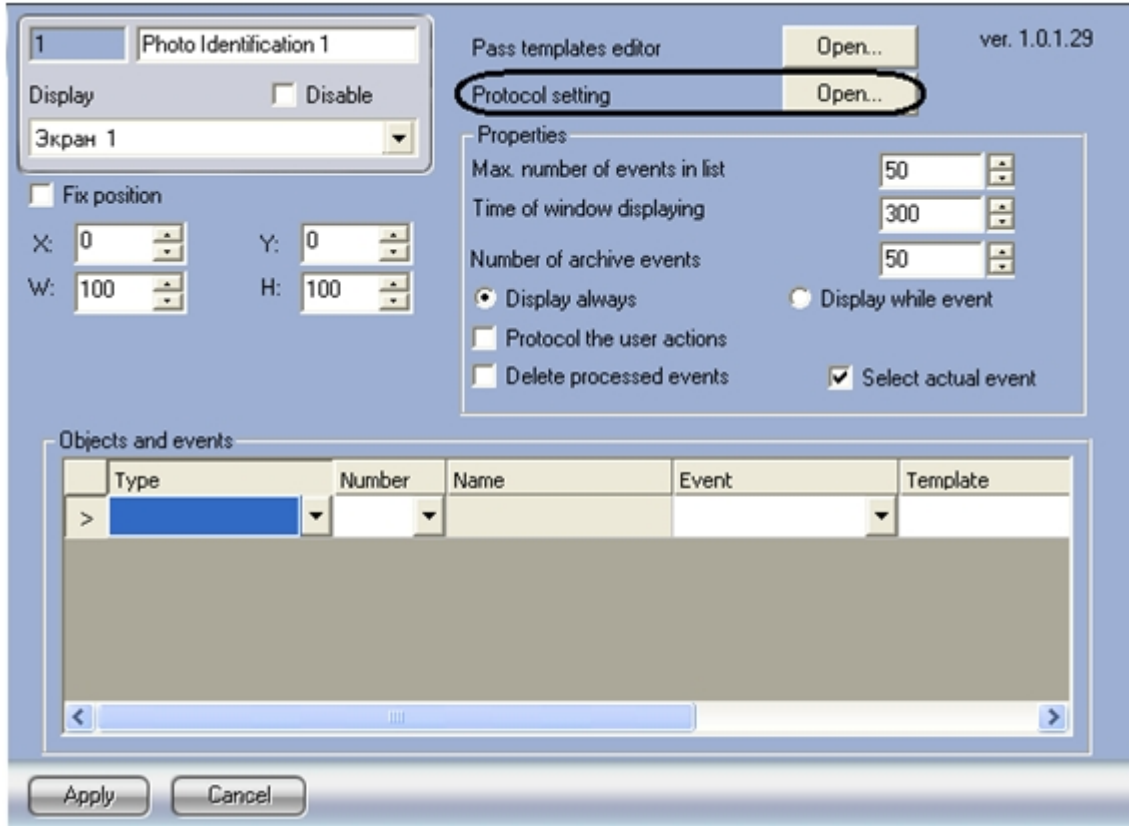 1 Photo Identification 1
Display Disable
Экран 1
Fix position
X: 0 Y: 0
W: 100 H: 100
Pass templates editor Open... ver. 1.0.1.29
Protocol setting Open...
Properties
Max. number of events in list 50
Time of window displaying 300
Number of archive events 50
Display always Display while event
Protocol the user actions
Delete processed events Select actual event
Objects and events
Type Number Name Event Template
>
Apply Cancel